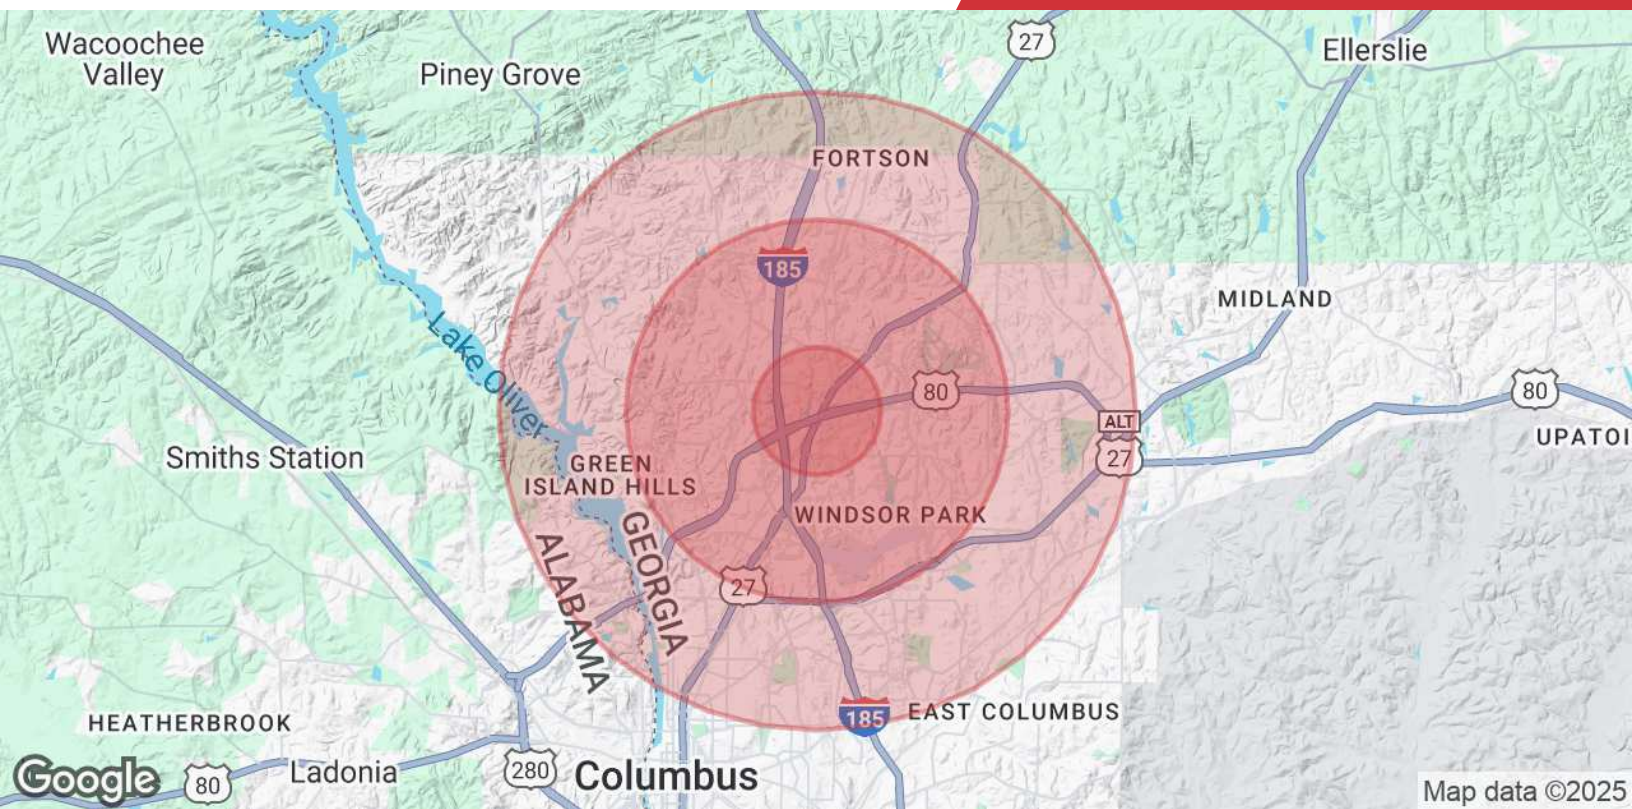 Wacoochee
Valley
Piney Grove
27
Ellerslie
FORTSON
185
MIDLAND
Lake Oliver
80
80
ALT
27
UPATOI
Smiths Station
GREEN
ISLAND HILLS
WINDSOR PARK
GEORGIA
ALABAMA
27
HEATHERBROOK
185
EAST COLUMBUS
Google
80
Ladonia
280
Columbus
Map data ©2025